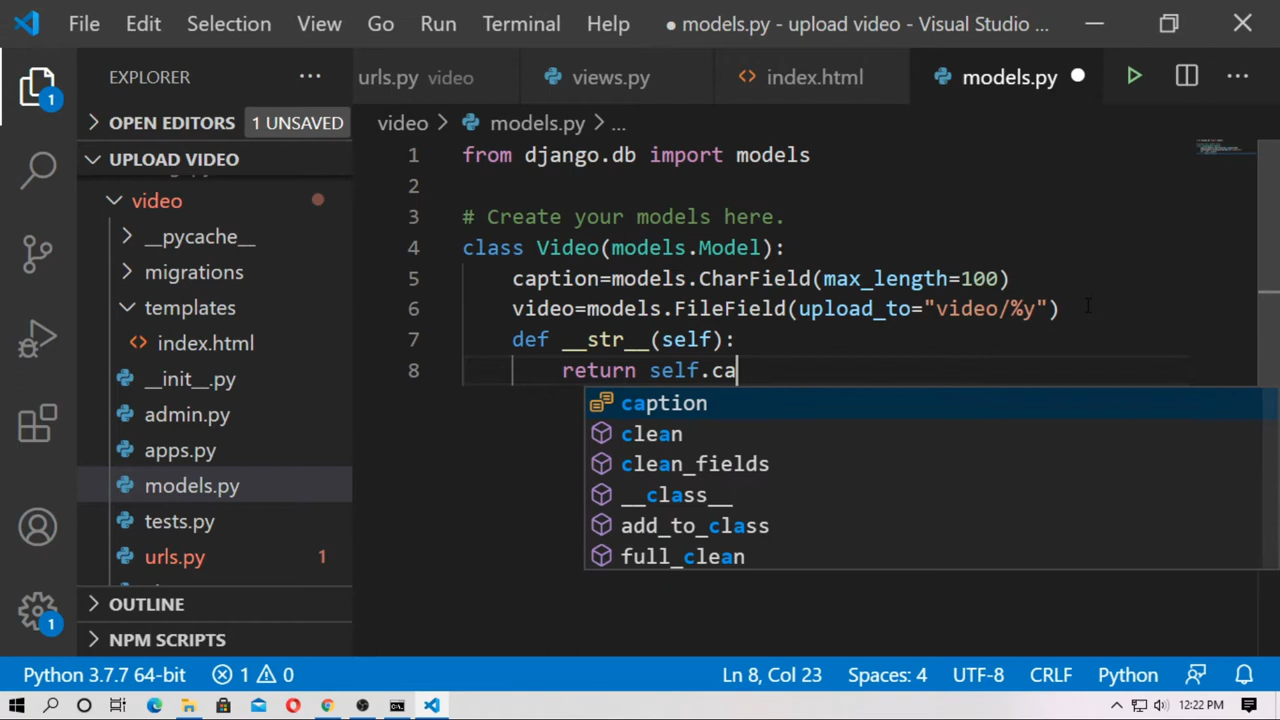 File Edit Selection View Go Run Terminal Help ● models.py - upload video - Visual Studio ...
EXPLORER ...
urls.py video views.py index.html models.py
OPEN EDITORS 1 UNSAVED
video > models.py > ...
UPLOAD VIDEO
video
__pycache__
migrations
templates
index.html
__init__.py
admin.py
apps.py
models.py
tests.py
urls.py 1
OUTLINE
NPM SCRIPTS
1
1
1 from django.db import models
2
3 # Create your models here.
4 class Video(models.Model):
5 caption=models.CharField(max_length=100)
6 video=models.FileField(upload_to="video/%y")
7 def __str__(self):
8 return self.ca
caption
clean
clean_fields
__class__
add_to_class
full_clean
Python 3.7.7 64-bit 1 0 Ln 8, Col 23 Spaces: 4 UTF-8 CRLF Python
12:22 PM